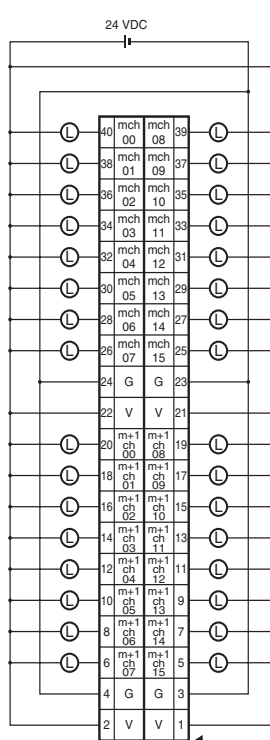 24 VDC
L 40 mch 00 mch 08 39 L
L 38 mch 01 mch 09 37 L
L 36 mch 02 mch 10 35 L
L 34 mch 03 mch 11 33 L
L 32 mch 04 mch 12 31 L
L 30 mch 05 mch 13 29 L
L 28 mch 06 mch 14 27 L
L 26 mch 07 mch 15 25 L
24 G G 23
22 V V 21
L 20 m+1 ch 00 m+1 ch 08 19 L
L 18 m+1 ch 01 m+1 ch 09 17 L
L 16 m+1 ch 02 m+1 ch 10 15 L
L 14 m+1 ch 03 m+1 ch 11 13 L
L 12 m+1 ch 04 m+1 ch 12 11 L
L 10 m+1 ch 05 m+1 ch 13 9 L
L 8 m+1 ch 06 m+1 ch 14 7 L
L 6 m+1 ch 07 m+1 ch 15 5 L
4 G G 3
2 V V 1